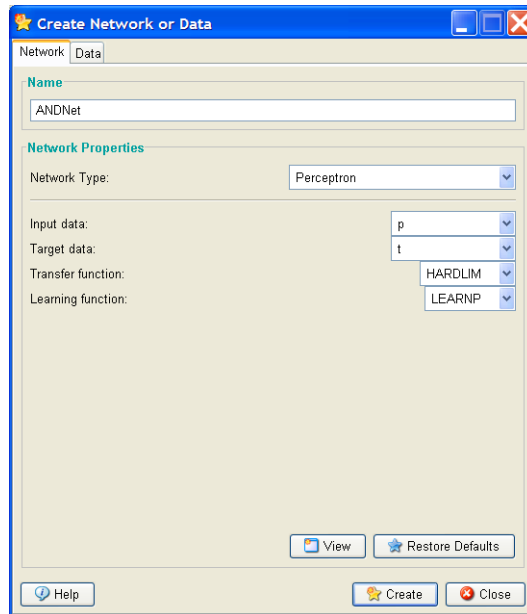 Create Network or Data
Network Data
Name
ANDNet
Network Properties
Network Type: Perceptron
Input data: p
Target data: t
Transfer function: HARDLIM
Learning function: LEARNP
View Restore Defaults
Help Create Close